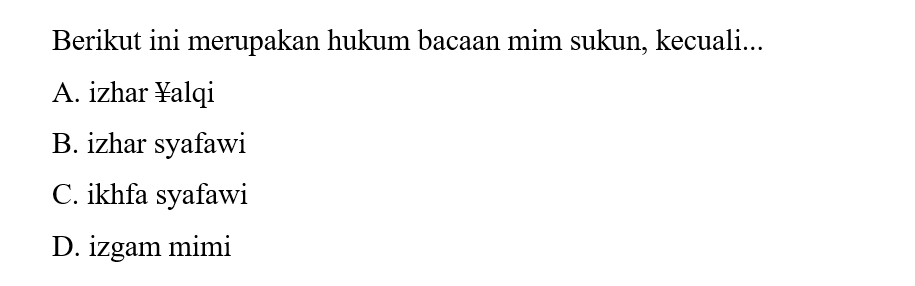 Berikut ini merupakan hukum bacaan mim sukun, kecuali...
A. izhar ¥alqi
B. izhar syafawi
C. ikhfa syafawi
D. izgam mimi